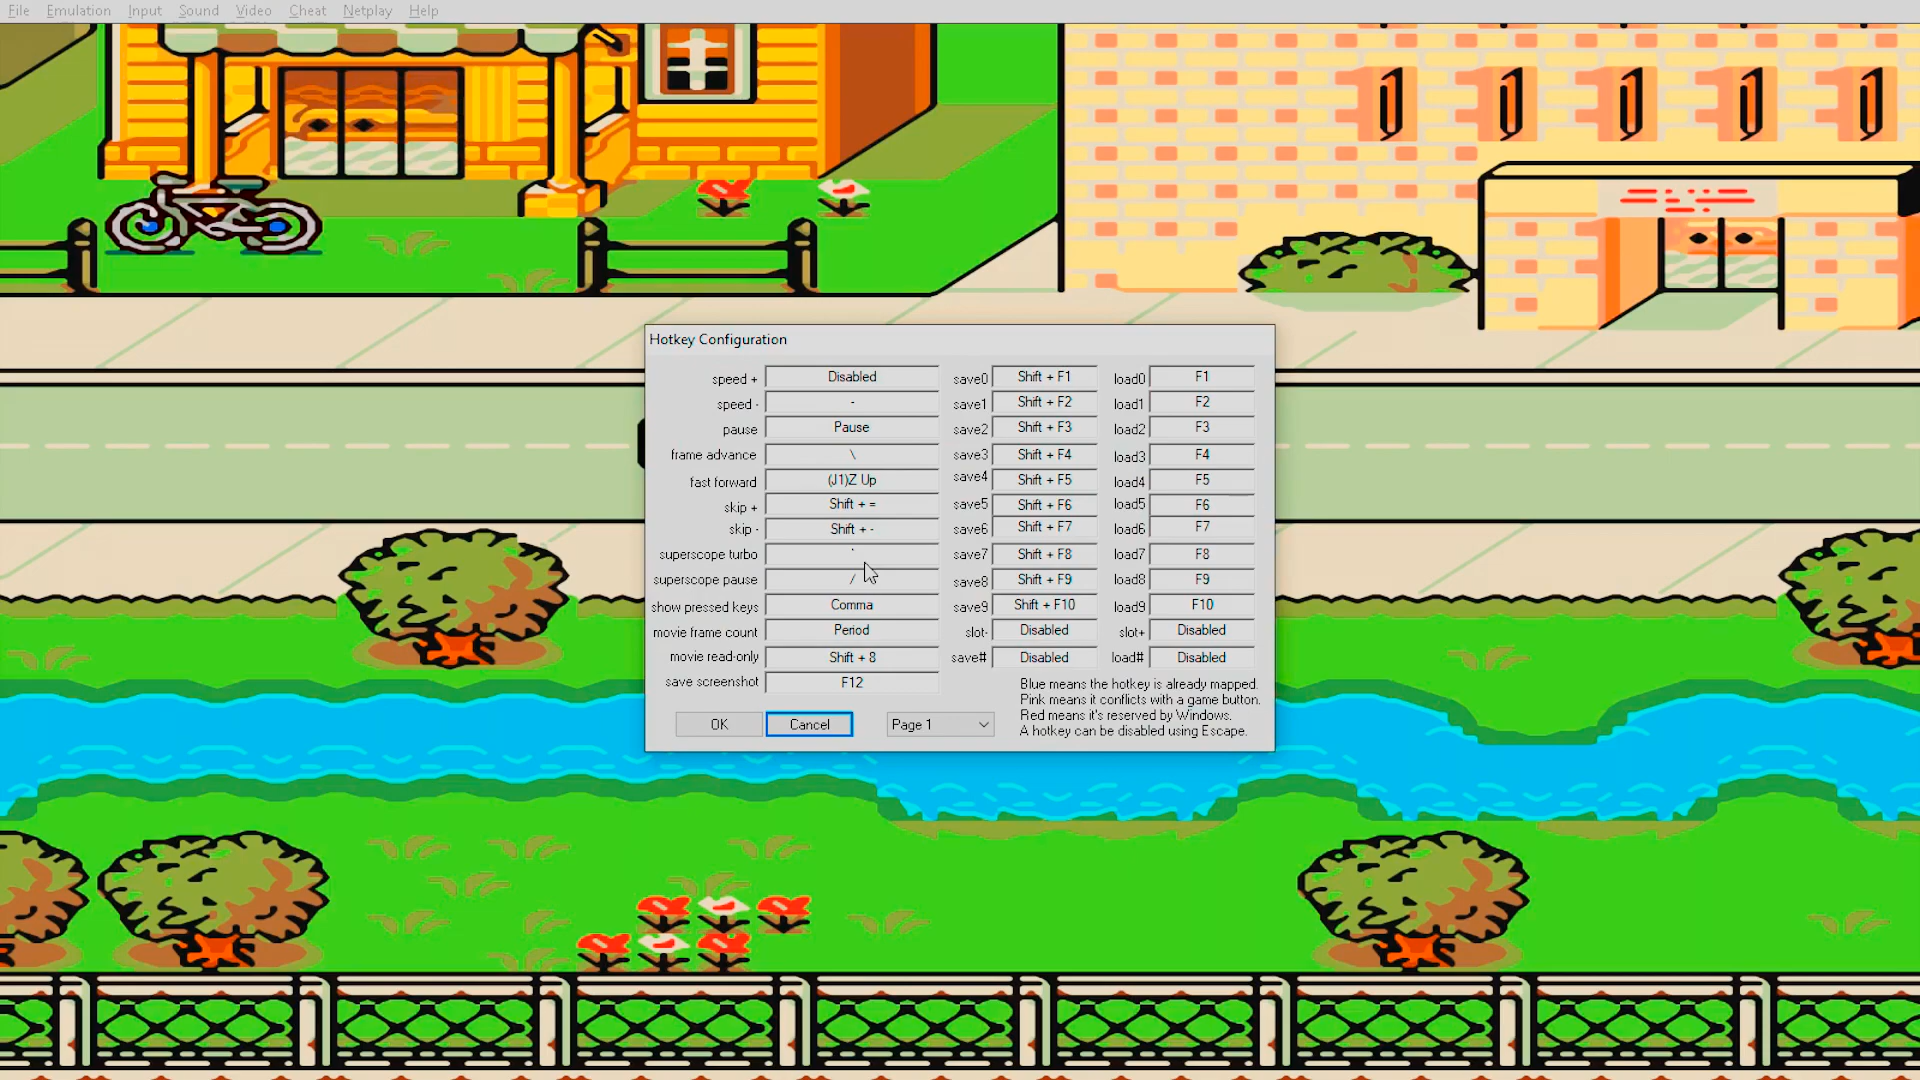 File Emulation Input Sound Video Cheat Netplay Help
Hotkey Configuration
speed + Disabled save0 Shift + F1 load0 F1
speed - - save1 Shift + F2 load1 F2
pause Pause save2 Shift + F3 load2 F3
frame advance \ save3 Shift + F4 load3 F4
fast forward (J1)Z Up save4 Shift + F5 load4 F5
skip + Shift + = save5 Shift + F6 load5 F6
skip - Shift + - save6 Shift + F7 load6 F7
superscope turbo ` save7 Shift + F8 load7 F8
superscope pause / save8 Shift + F9 load8 F9
show pressed keys Comma save9 Shift + F10 load9 F10
movie frame count Period slot- Disabled slot+ Disabled
movie read-only Shift + 8 save# Disabled load# Disabled
save screenshot F12
Blue means the hotkey is already mapped.
Pink means it conflicts with a game button.
Red means it's reserved by Windows.
A hotkey can be disabled using Escape.
OK Cancel Page 1